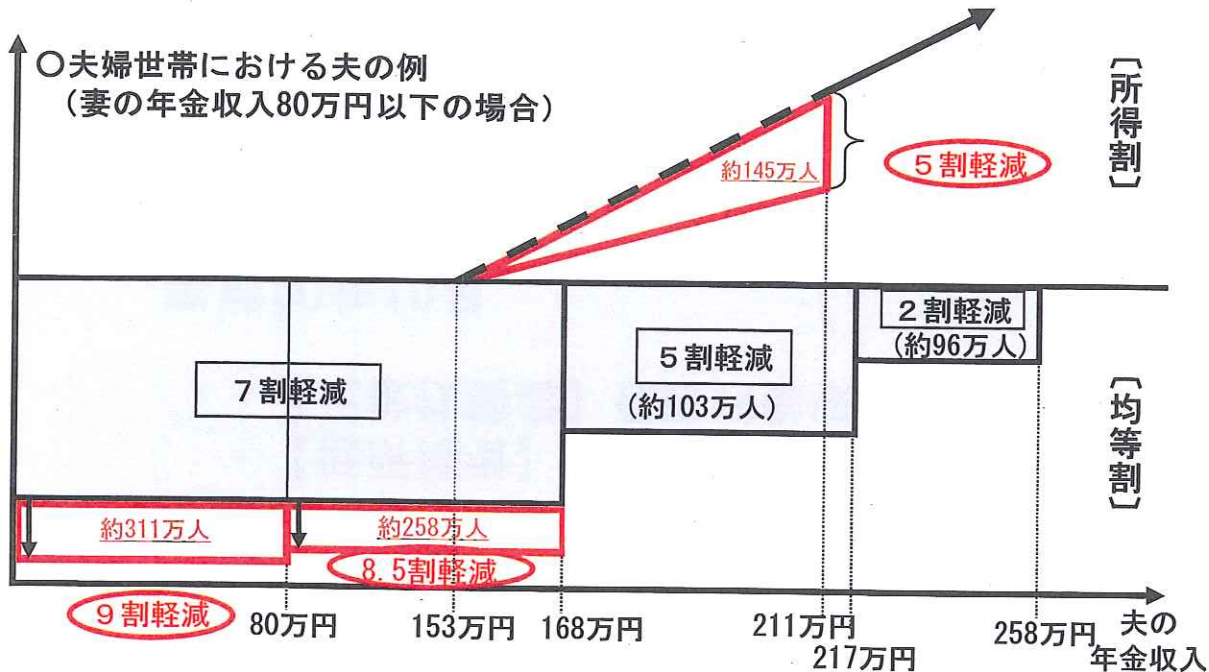 〇夫婦世帯における夫の例
（妻の年金収入80万円以下の場合）
［所得割］
約145万人
５割軽減
７割軽減
５割軽減
(約103万人)
２割軽減
(約96万人)
［均等割］
約311万人
約258万人
8.5割軽減
９割軽減
80万円
153万円
168万円
211万円
217万円
258万円
夫の
年金収入